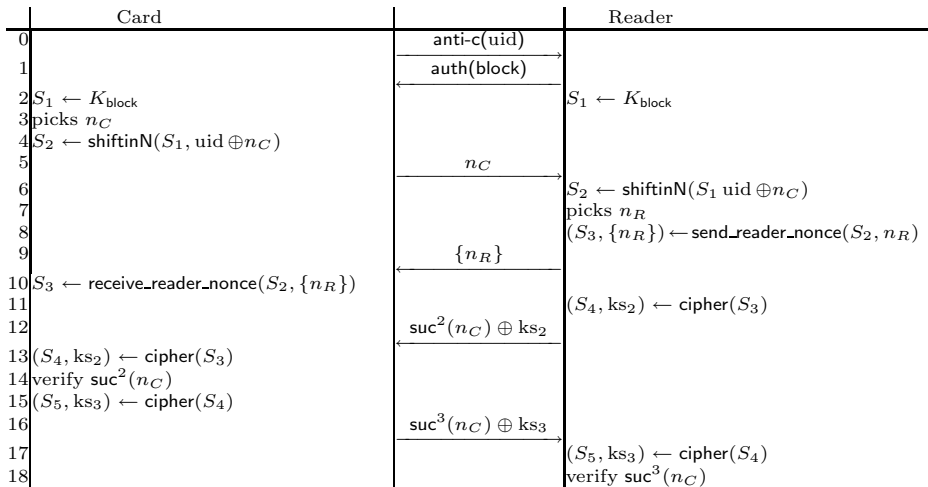 Card Reader
0 anti-c(uid)
1 auth(block)
2 S₁ ← K_block S₁ ← K_block
3 picks n_C
4 S₂ ← shiftinN(S₁, uid ⊕n_C)
5 n_C
6 S₂ ← shiftinN(S₁ uid ⊕n_C)
7 picks n_R
8 (S₃, {n_R}) ← send_reader_nonce(S₂, n_R)
9 {n_R}
10 S₃ ← receive_reader_nonce(S₂, {n_R})
11 (S₄, ks₂) ← cipher(S₃)
12 suc²(n_C) ⊕ ks₂
13 (S₄, ks₂) ← cipher(S₃)
14 verify suc²(n_C)
15 (S₅, ks₃) ← cipher(S₄)
16 suc³(n_C) ⊕ ks₃
17 (S₅, ks₃) ← cipher(S₄)
18 verify suc³(n_C)